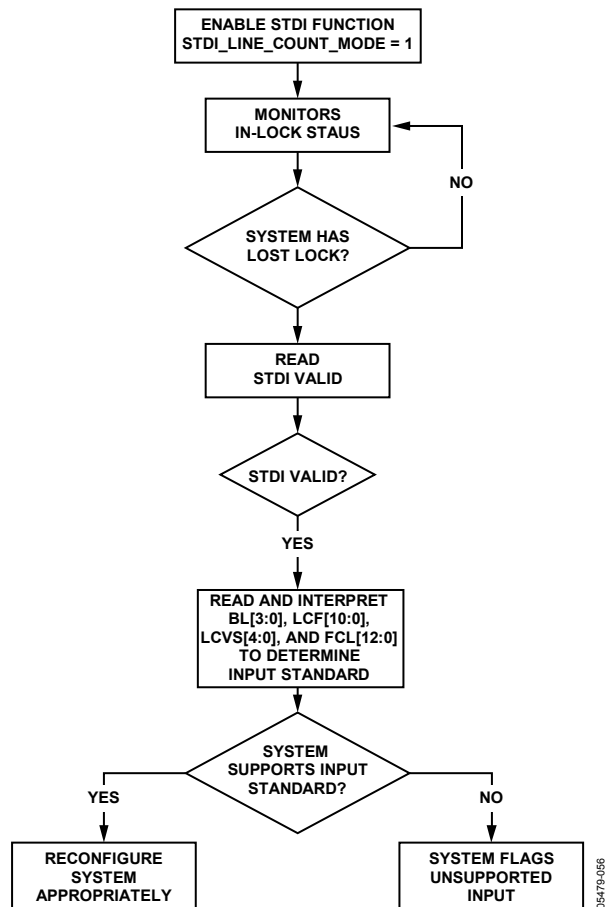 ENABLE STDI FUNCTION
STDI_LINE_COUNT_MODE = 1
MONITORS
IN-LOCK STAUS
NO
SYSTEM HAS
LOST LOCK?
READ
STDI VALID
STDI VALID?
YES
READ AND INTERPRET
BL[3:0], LCF[10:0],
LCVS[4:0], AND FCL[12:0]
TO DETERMINE
INPUT STANDARD
SYSTEM
SUPPORTS INPUT
STANDARD?
YES
NO
RECONFIGURE
SYSTEM
APPROPRIATELY
SYSTEM FLAGS
UNSUPPORTED
INPUT
05479-056